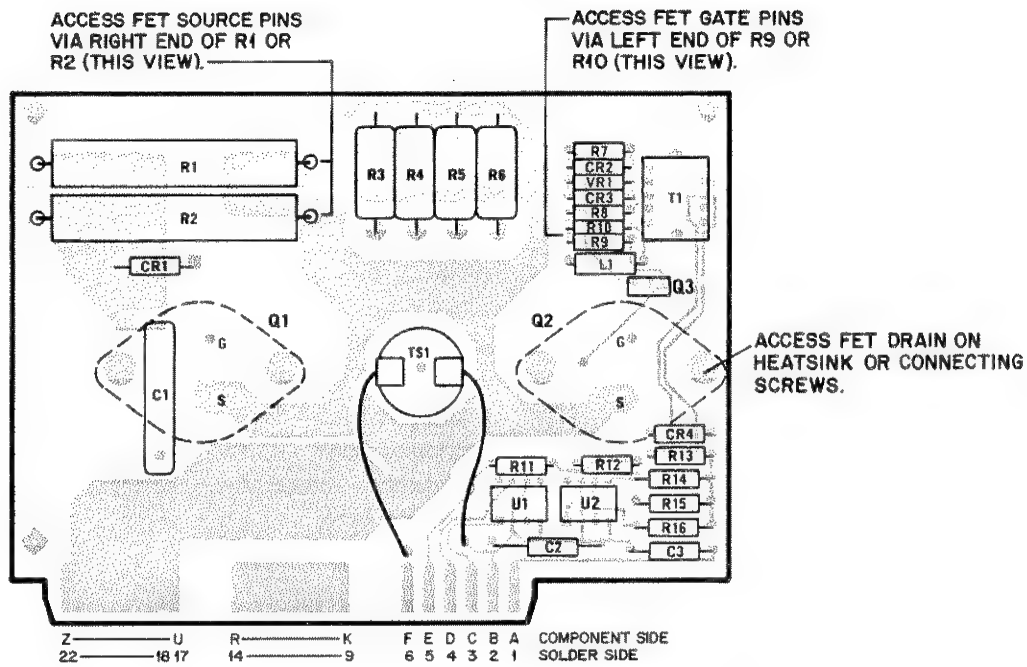 ACCESS FET SOURCE PINS
VIA RIGHT END OF R1 OR
R2 (THIS VIEW).
ACCESS FET GATE PINS
VIA LEFT END OF R9 OR
R10 (THIS VIEW).
R1
R2
R3 R4 R5 R6
R7
CR2
VR1
CR3
R8
R10
R9
L1
T1
Q3
CR1
Q1
G
S
C1
TS1
Q2
G
S
ACCESS FET DRAIN ON
HEATSINK OR CONNECTING
SCREWS.
CR4
R13
R14
R15
R16
C3
R11
R12
U1
U2
C2
Z U R K F E D C B A COMPONENT SIDE
22 18 17 14 9 6 5 4 3 2 1 SOLDER SIDE